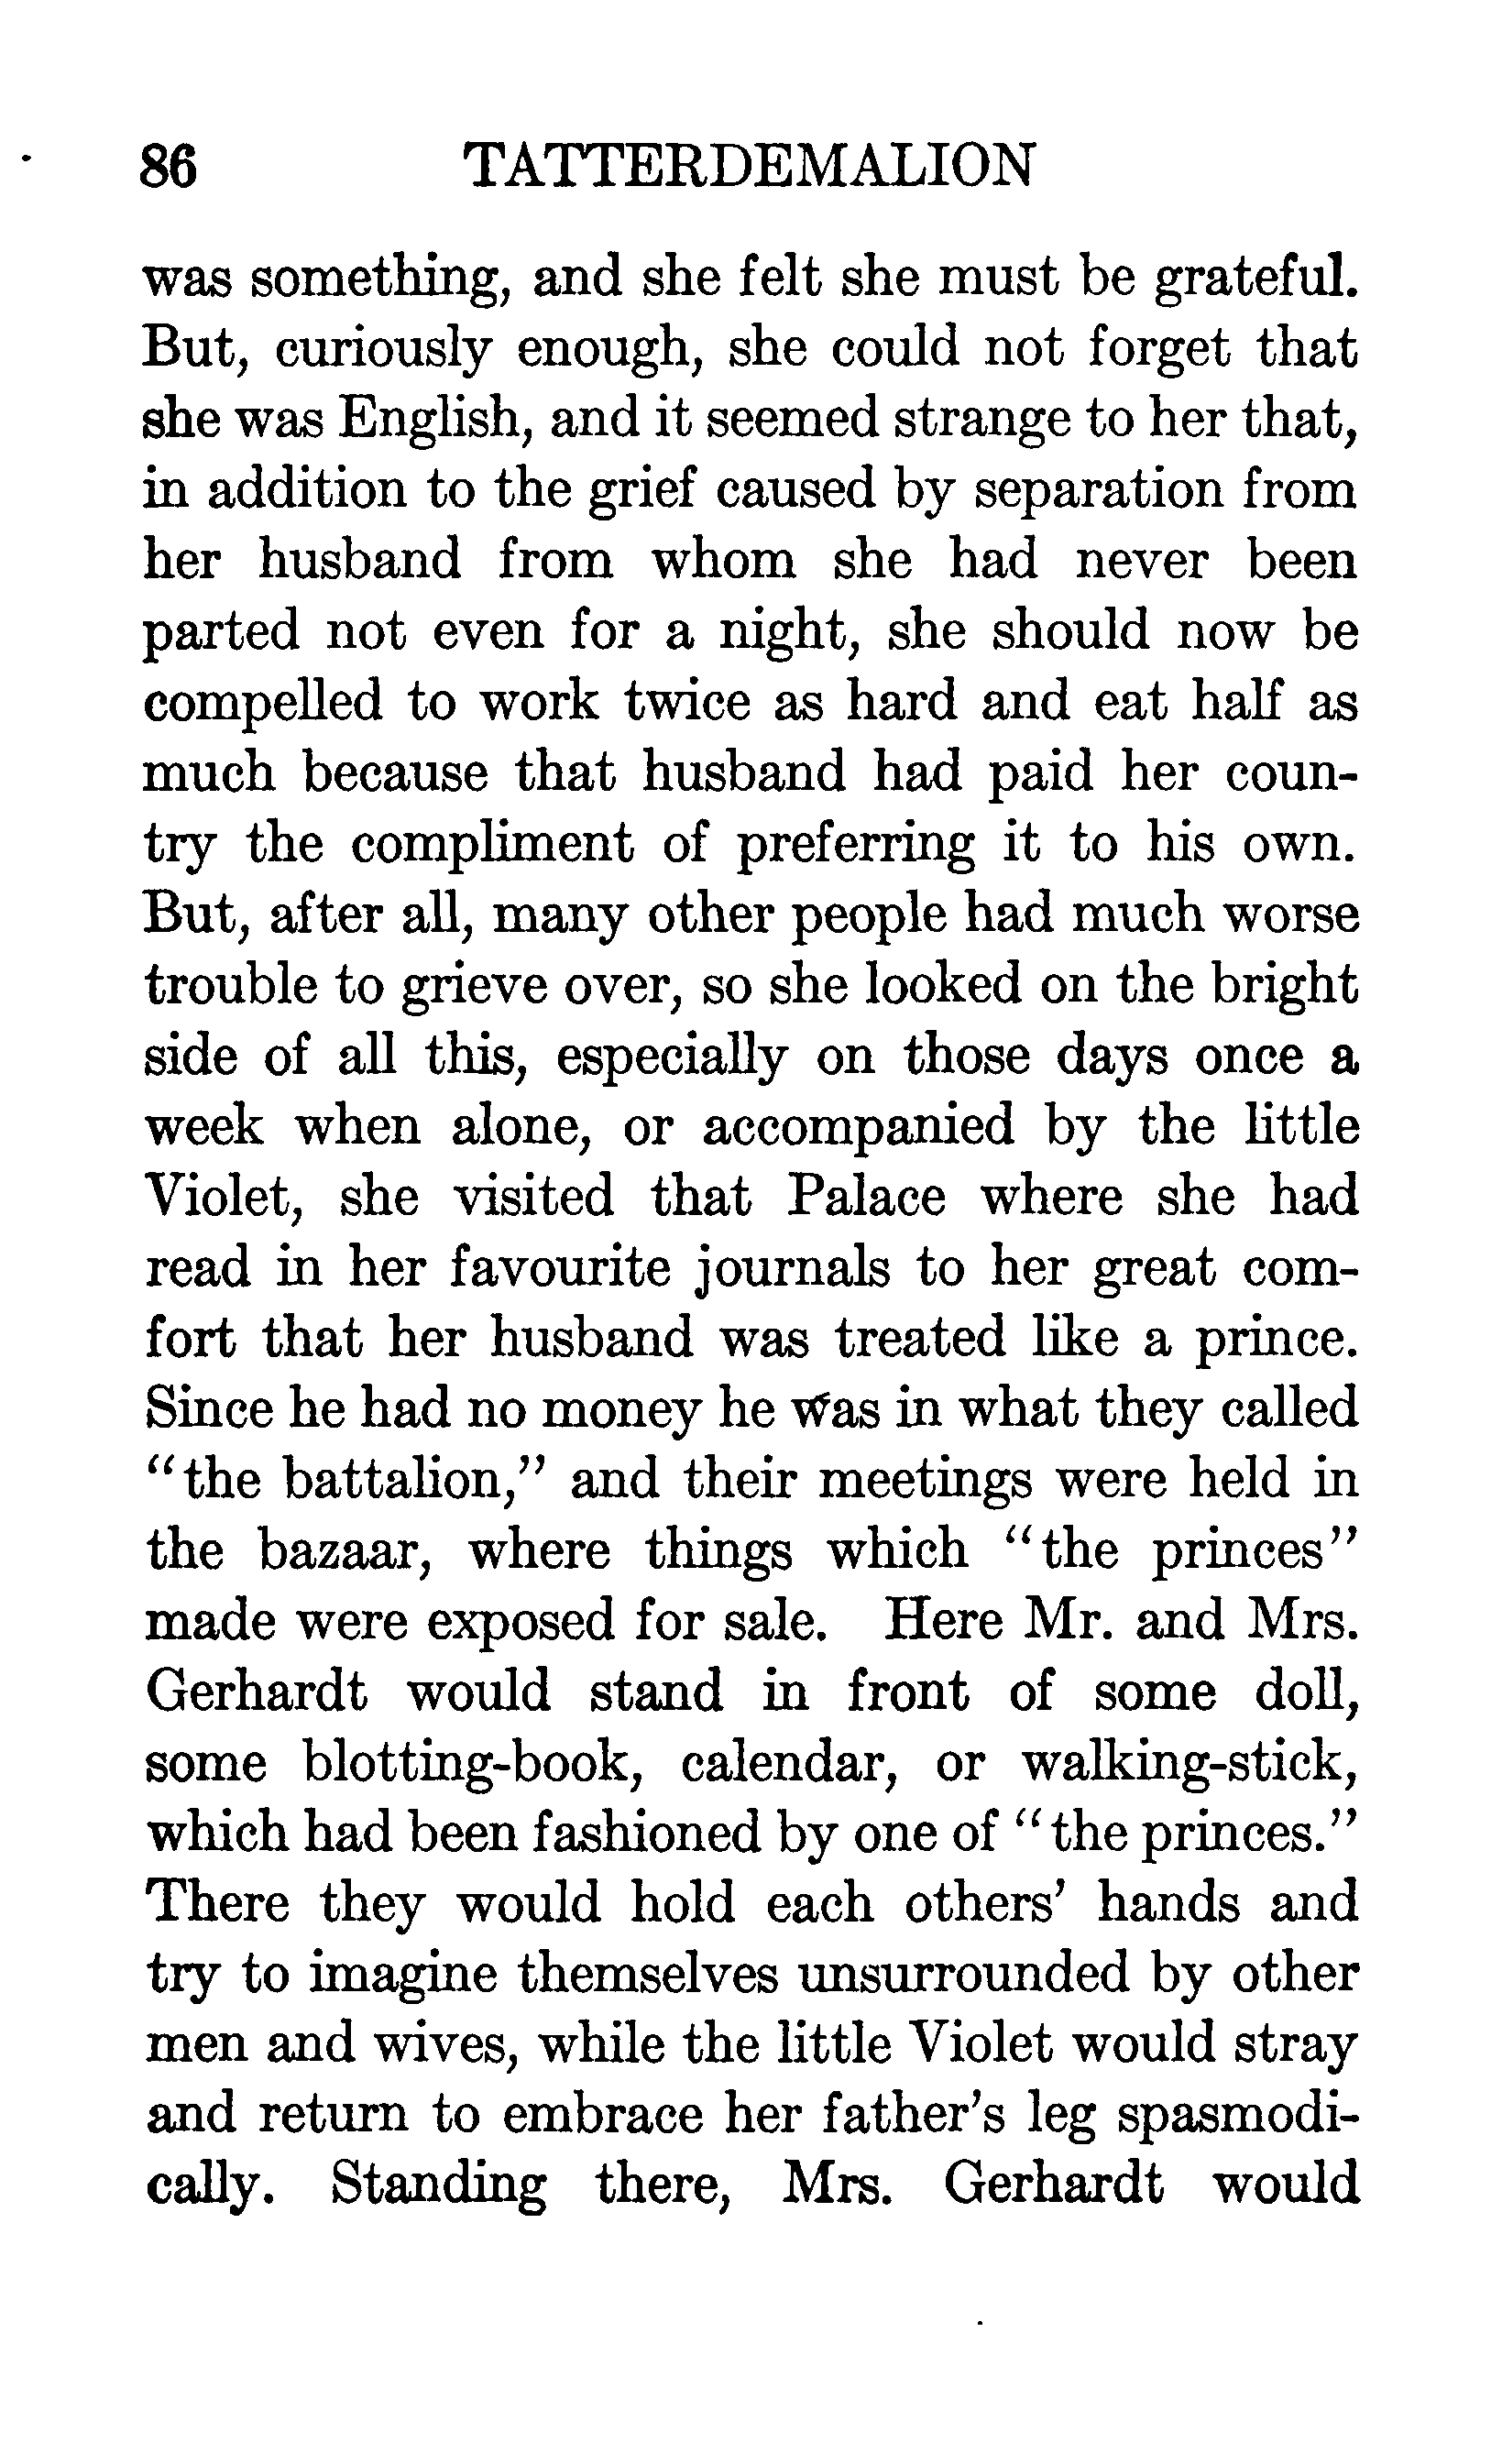 86 TATTERDEMALION
was something, and she felt she must be grateful.
But, curiously enough, she could not forget that
she was English, and it seemed strange to her that,
in addition to the grief caused by separation from
her husband from whom she had never been
parted not even for a night, she should now be
compelled to work twice as hard and eat half as
much because that husband had paid her coun-
try the compliment of preferring it to his own.
But, after all, many other people had much worse
trouble to grieve over, so she looked on the bright
side of all this, especially on those days once a
week when alone, or accompanied by the little
Violet, she visited that Palace where she had
read in her favourite journals to her great com-
fort that her husband was treated like a prince.
Since he had no money he was in what they called
“the battalion,” and their meetings were held in
the bazaar, where things which “the princes”
made were exposed for sale. Here Mr. and Mrs.
Gerhardt would stand in front of some doll,
some blotting-book, calendar, or walking-stick,
which had been fashioned by one of “the princes.”
There they would hold each others’ hands and
try to imagine themselves unsurrounded by other
men and wives, while the little Violet would stray
and return to embrace her father’s leg spasmodi-
cally. Standing there, Mrs. Gerhardt would